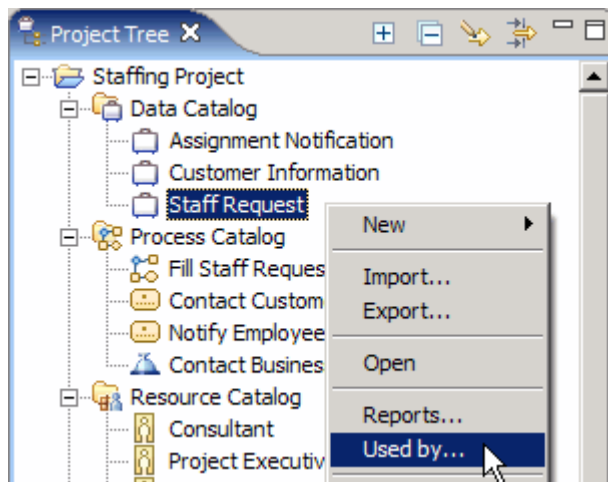 Project Tree
Staffing Project
Data Catalog
Assignment Notification
Customer Information
Staff Request
Process Catalog
Fill Staff Reques
Contact Custom
Notify Employee
Contact Busines
Resource Catalog
Consultant
Project Executiv
New
Import...
Export...
Open
Reports...
Used by...